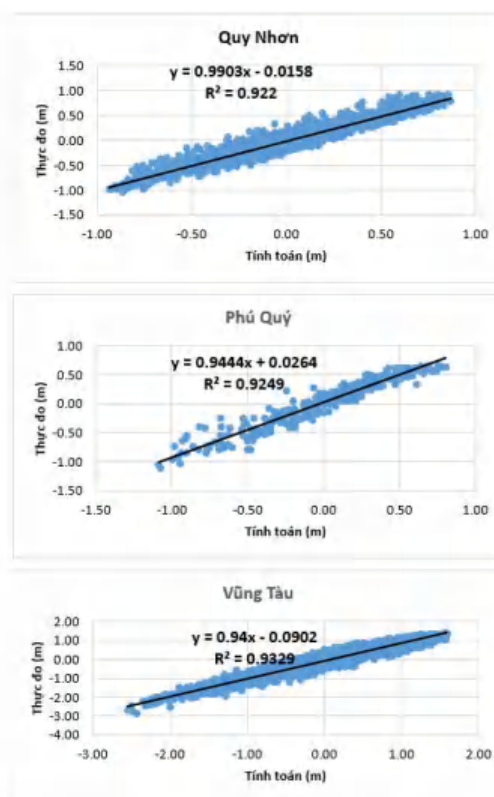 Quy Nhơn
y = 0.9903x - 0.0158
R² = 0.922
1.50
1.00
0.50
0.00
-0.50
-1.00
-1.50
Thực đo (m)
-1.00 -0.50 0.00 0.50 1.00
Tính toán (m)
Phú Quý
y = 0.9444x + 0.0264
R² = 0.9249
1.00
0.50
0.00
-0.50
-1.00
-1.50
Thực đo (m)
-1.50 -1.00 -0.50 0.00 0.50 1.00
Tính toán (m)
Vũng Tàu
y = 0.94x - 0.0902
R² = 0.9329
2.00
1.00
0.00
-1.00
-2.00
-3.00
-4.00
Thực đo (m)
-3.00 -2.00 -1.00 0.00 1.00 2.00
Tính toán (m)